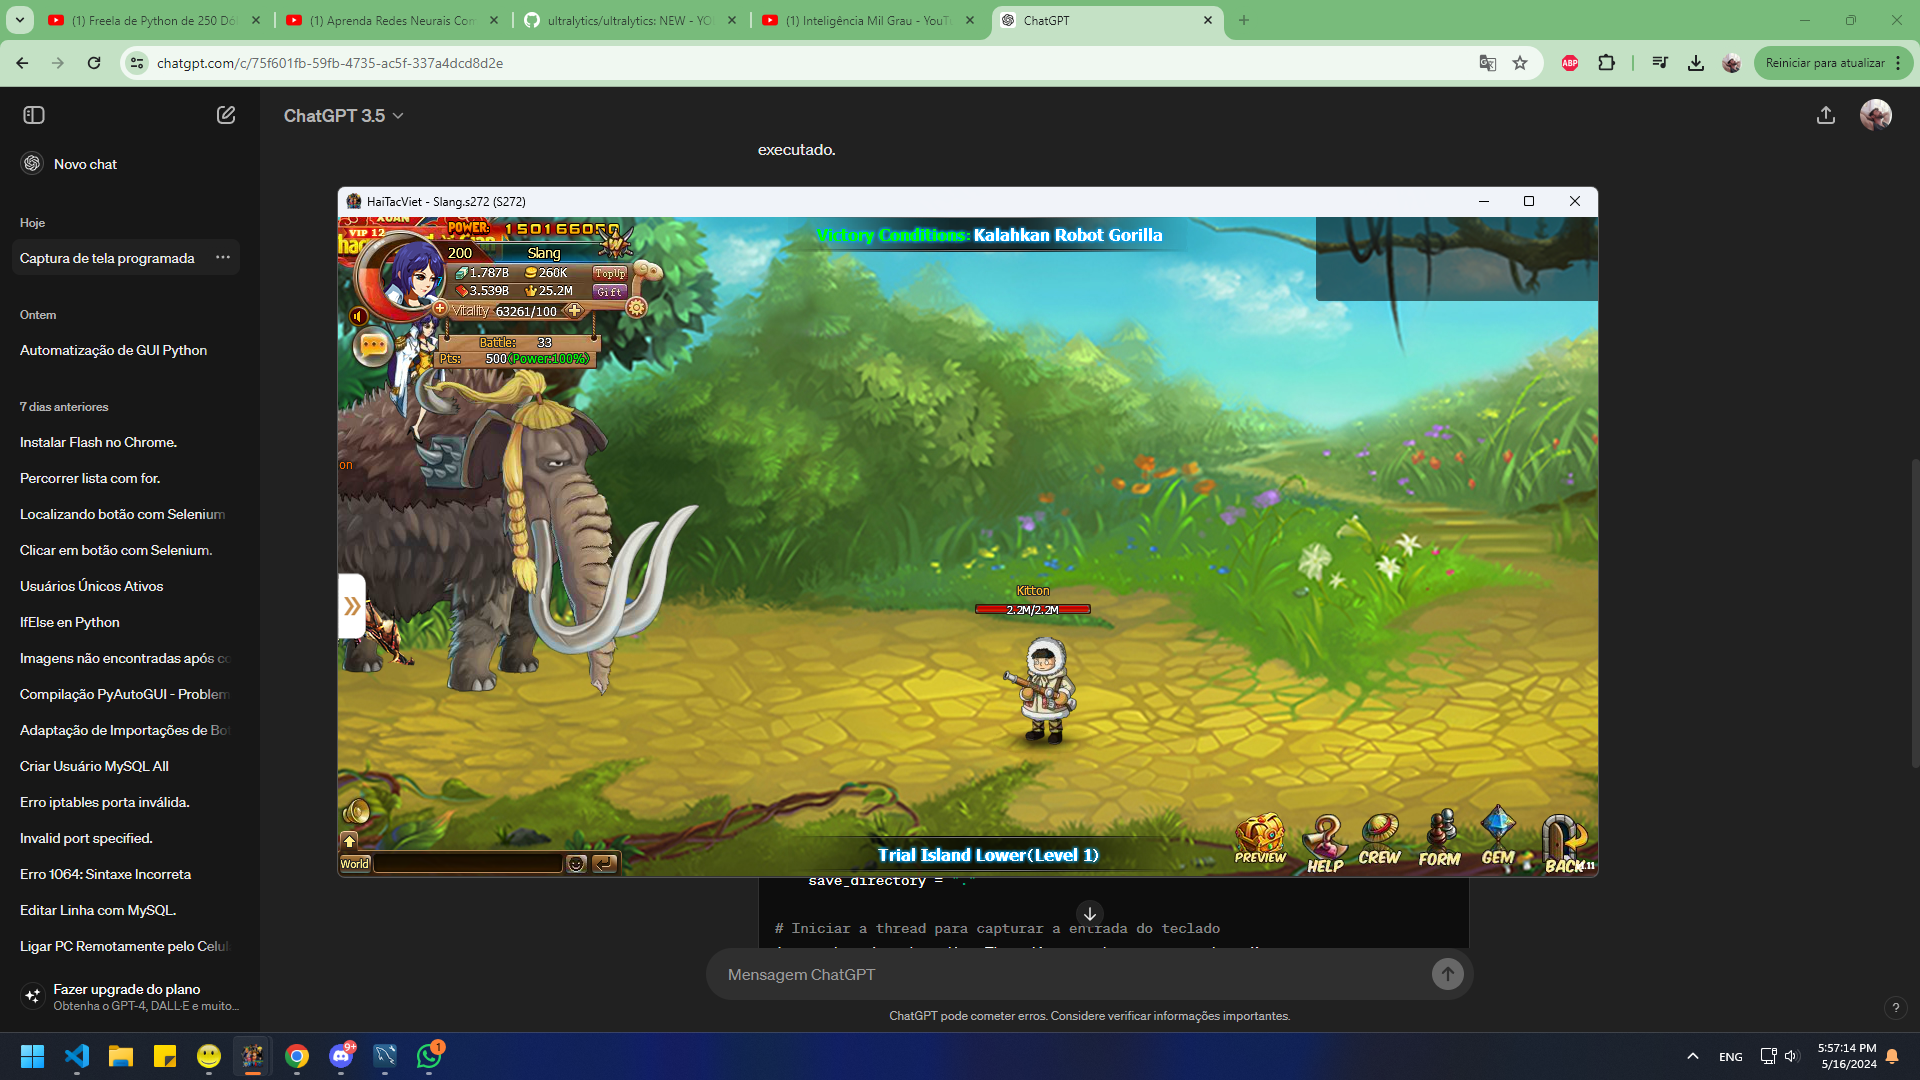 (1) Freela de Python de 250 Dól
(1) Aprenda Redes Neurais Com
ultralytics/ultralytics: NEW - YO
(1) Inteligência Mil Grau - YouTu
ChatGPT
chatgpt.com/c/75f601fb-59fb-4735-ac5f-337a4dcd8d2e
ABP
Reiniciar para atualizar
ChatGPT 3.5
Novo chat
executado.
Hoje
Captura de tela programada
Ontem
Automatização de GUI Python
7 dias anteriores
Instalar Flash no Chrome.
Percorrer lista com for.
Localizando botão com Selenium
Clicar em botão com Selenium.
Usuários Únicos Ativos
IfElse en Python
Imagens não encontradas após co
Compilação PyAutoGUI - Problem
Adaptação de Importações de Bot
Criar Usuário MySQL All
Erro iptables porta inválida.
Invalid port specified.
Erro 1064: Sintaxe Incorreta
Editar Linha com MySQL.
Ligar PC Remotamente pelo Celul
Fazer upgrade do plano
Obtenha o GPT-4, DALL·E e muito...
HaiTacViet - Slang.s272 (S272)
VIP 12
POWER: 150166050
200 Slang
1.787B 260K TopUp
3.539B 25.2M Gift
Vitality 63261/100
Battle: 33
Pts: 500(Power:100%)
Victory Conditions: Kalahkan Robot Gorilla
on
Kitton
2.2M/2.2M
World
Trial Island Lower(Level 1)
PREVIEW
HELP
CREW
FORM
GEM
BACK
save_directory = "."
# Iniciar a thread para capturar a entrada do teclado
Mensagem ChatGPT
ChatGPT pode cometer erros. Considere verificar informações importantes.
?
9+
1
ENG
5:57:14 PM
5/16/2024